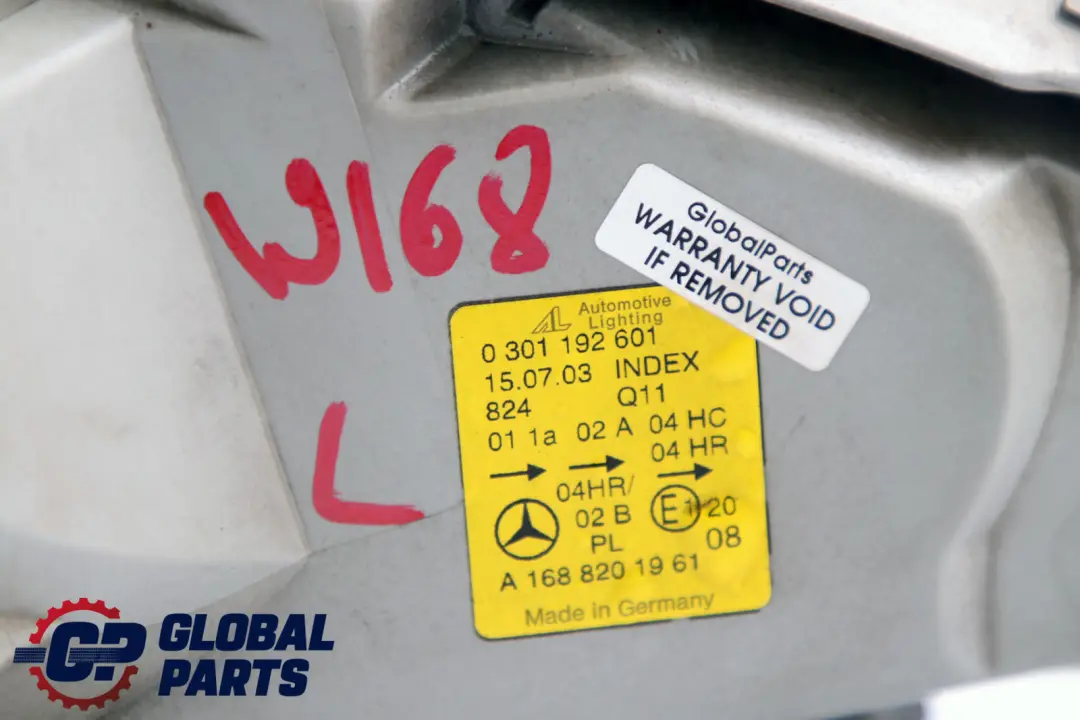 W168
GlobalParts
WARRANTY VOID
IF REMOVED
L
AL Automotive
Lighting
0 301 192 601
15.07.03 INDEX
824 Q11
01 1a 02 A 04 HC
04 HR
04HR/
02 B
PL
E1 20
08
A 168 820 19 61
Made in Germany
GP GLOBAL
PARTS